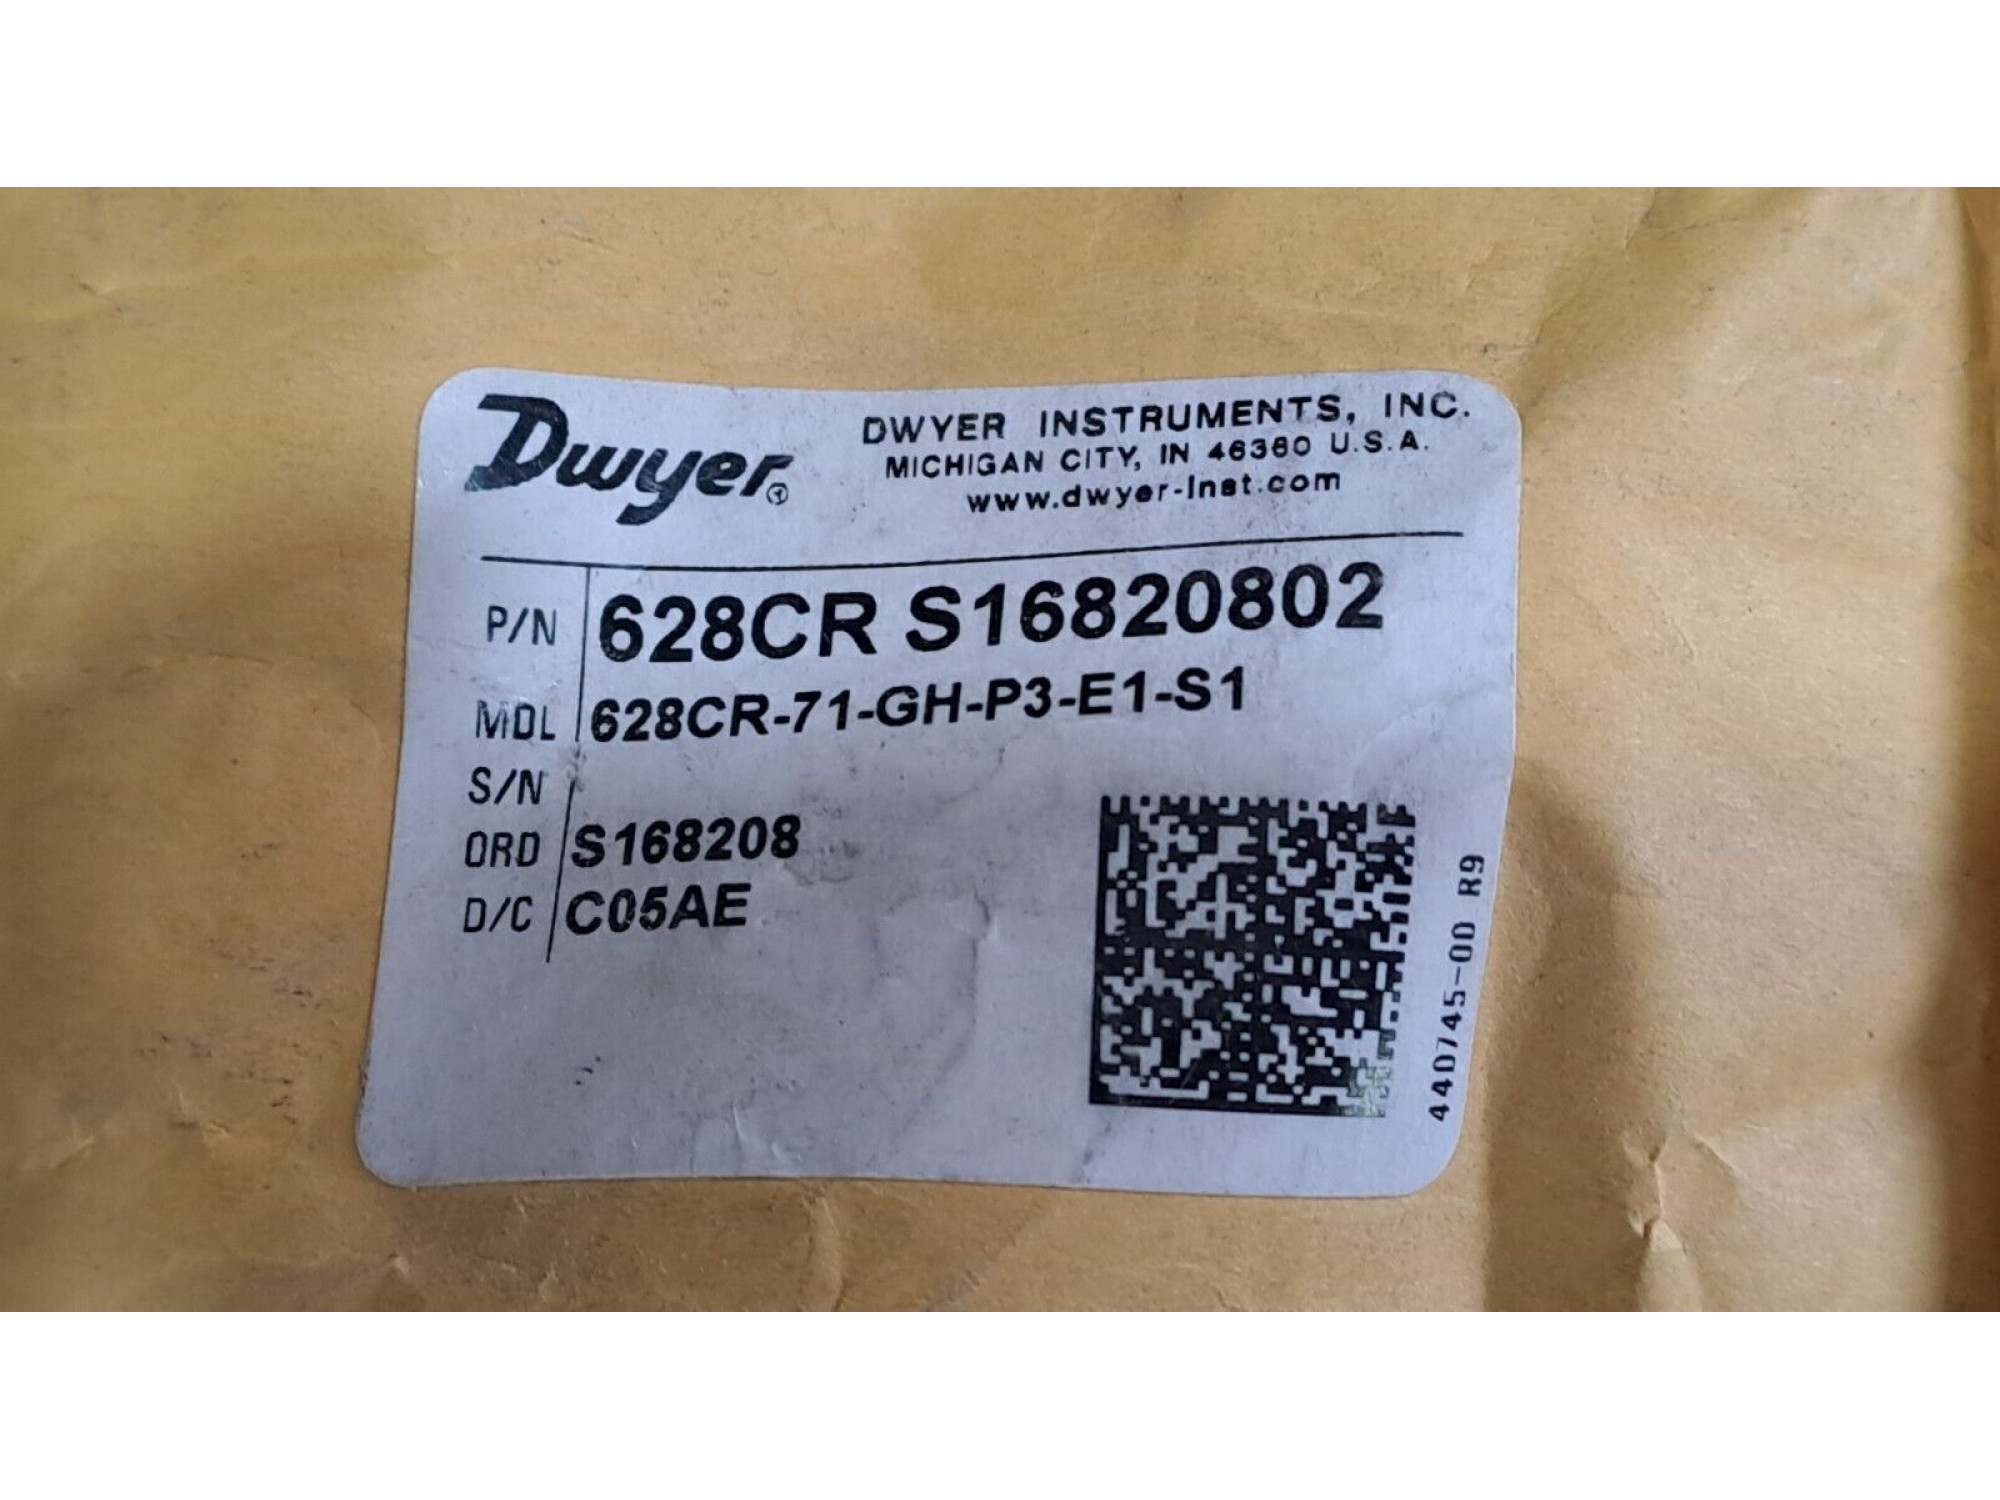 Dwyer®
DWYER INSTRUMENTS, INC.
MICHIGAN CITY, IN 46360 U.S.A.
www.dwyer-inst.com
P/N 628CR S16820802
MDL 628CR-71-GH-P3-E1-S1
S/N
ORD S168208
D/C C05AE
440745-00 R9